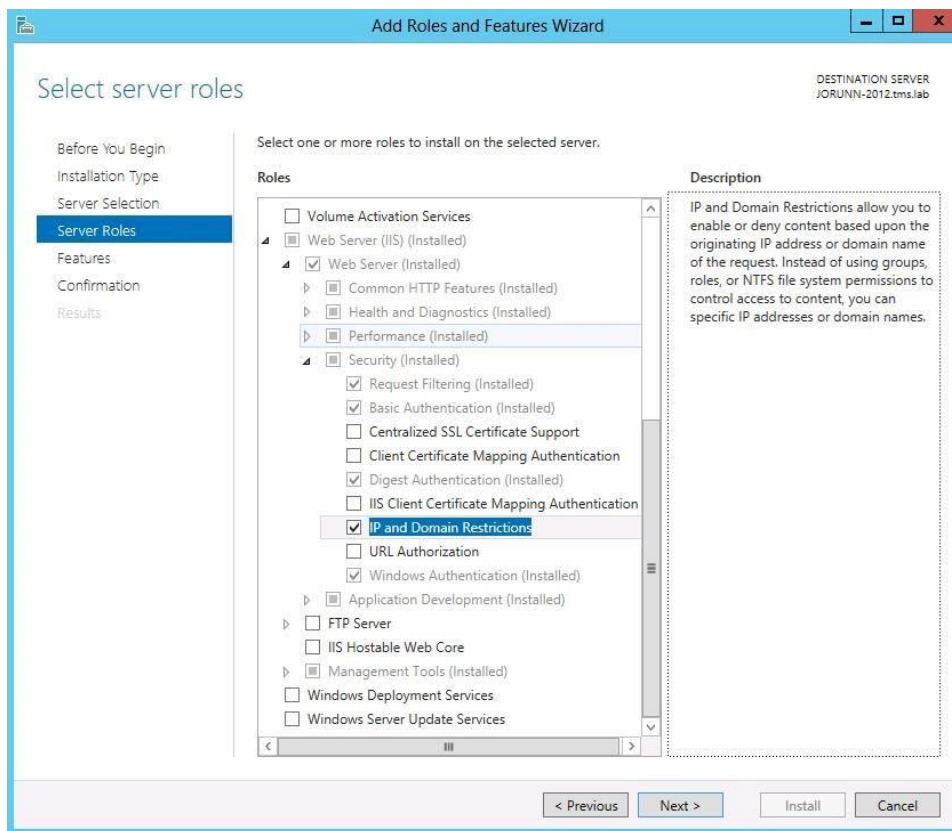 Add Roles and Features Wizard
Select server roles
DESTINATION SERVER
JORUNN-2012.tms.lab
Before You Begin
Installation Type
Server Selection
Server Roles
Features
Confirmation
Results
Select one or more roles to install on the selected server.
Roles
Volume Activation Services
Web Server (IIS) (Installed)
Web Server (Installed)
Common HTTP Features (Installed)
Health and Diagnostics (Installed)
Performance (Installed)
Security (Installed)
Request Filtering (Installed)
Basic Authentication (Installed)
Centralized SSL Certificate Support
Client Certificate Mapping Authentication
Digest Authentication (Installed)
IIS Client Certificate Mapping Authentication
IP and Domain Restrictions
URL Authorization
Windows Authentication (Installed)
Application Development (Installed)
FTP Server
IIS Hostable Web Core
Management Tools (Installed)
Windows Deployment Services
Windows Server Update Services
Description
IP and Domain Restrictions allow you to
enable or deny content based upon the
originating IP address or domain name
of the request. Instead of using groups,
roles, or NTFS file system permissions to
control access to content, you can
specific IP addresses or domain names.
< Previous
Next >
Install
Cancel